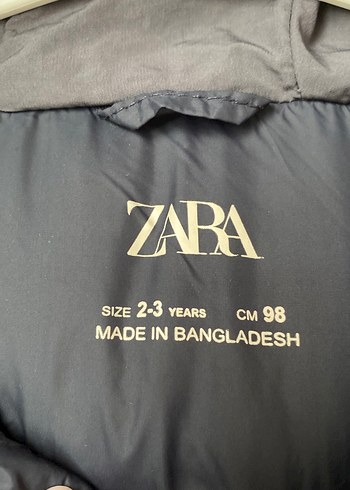 ZARA
SIZE 2-3 YEARS CM 98
MADE IN BANGLADESH